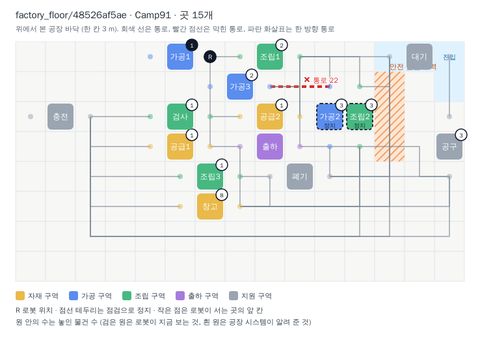 factory_floor/48526af5ae · Camp91 · 곳 15개
위에서 본 공장 바닥 (한 칸 3 m). 회색 선은 통로, 빨간 점선은 막힌 통로, 파란 화살표는 한 방향 통로
가공1 1 R 조립1 2 대기 진입
안전
가공3 2 × 통로 22
충전 검사 1 공급2 1 가공2 3 조립2 3
정지 정지
공급1 1 출하 공구 3
조립3 1 폐기
창고 8
자재 구역 가공 구역 조립 구역 출하 구역 지원 구역
R 로봇 위치 · 점선 테두리는 점검으로 정지 · 작은 점은 로봇이 서는 곳의 앞 칸
원 안의 수는 놓인 물건 수 (검은 원은 로봇이 지금 보는 것, 흰 원은 공장 시스템이 알려 준 것)